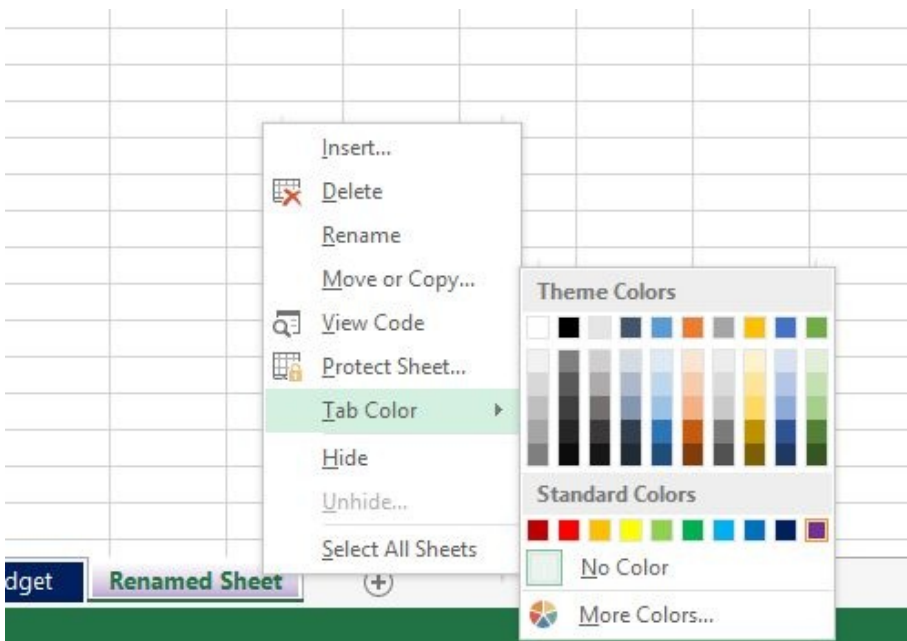 Insert...
Delete
Rename
Move or Copy...
View Code
Protect Sheet...
Tab Color
Hide
Unhide...
Select All Sheets
Theme Colors
Standard Colors
No Color
More Colors...
dget
Renamed Sheet